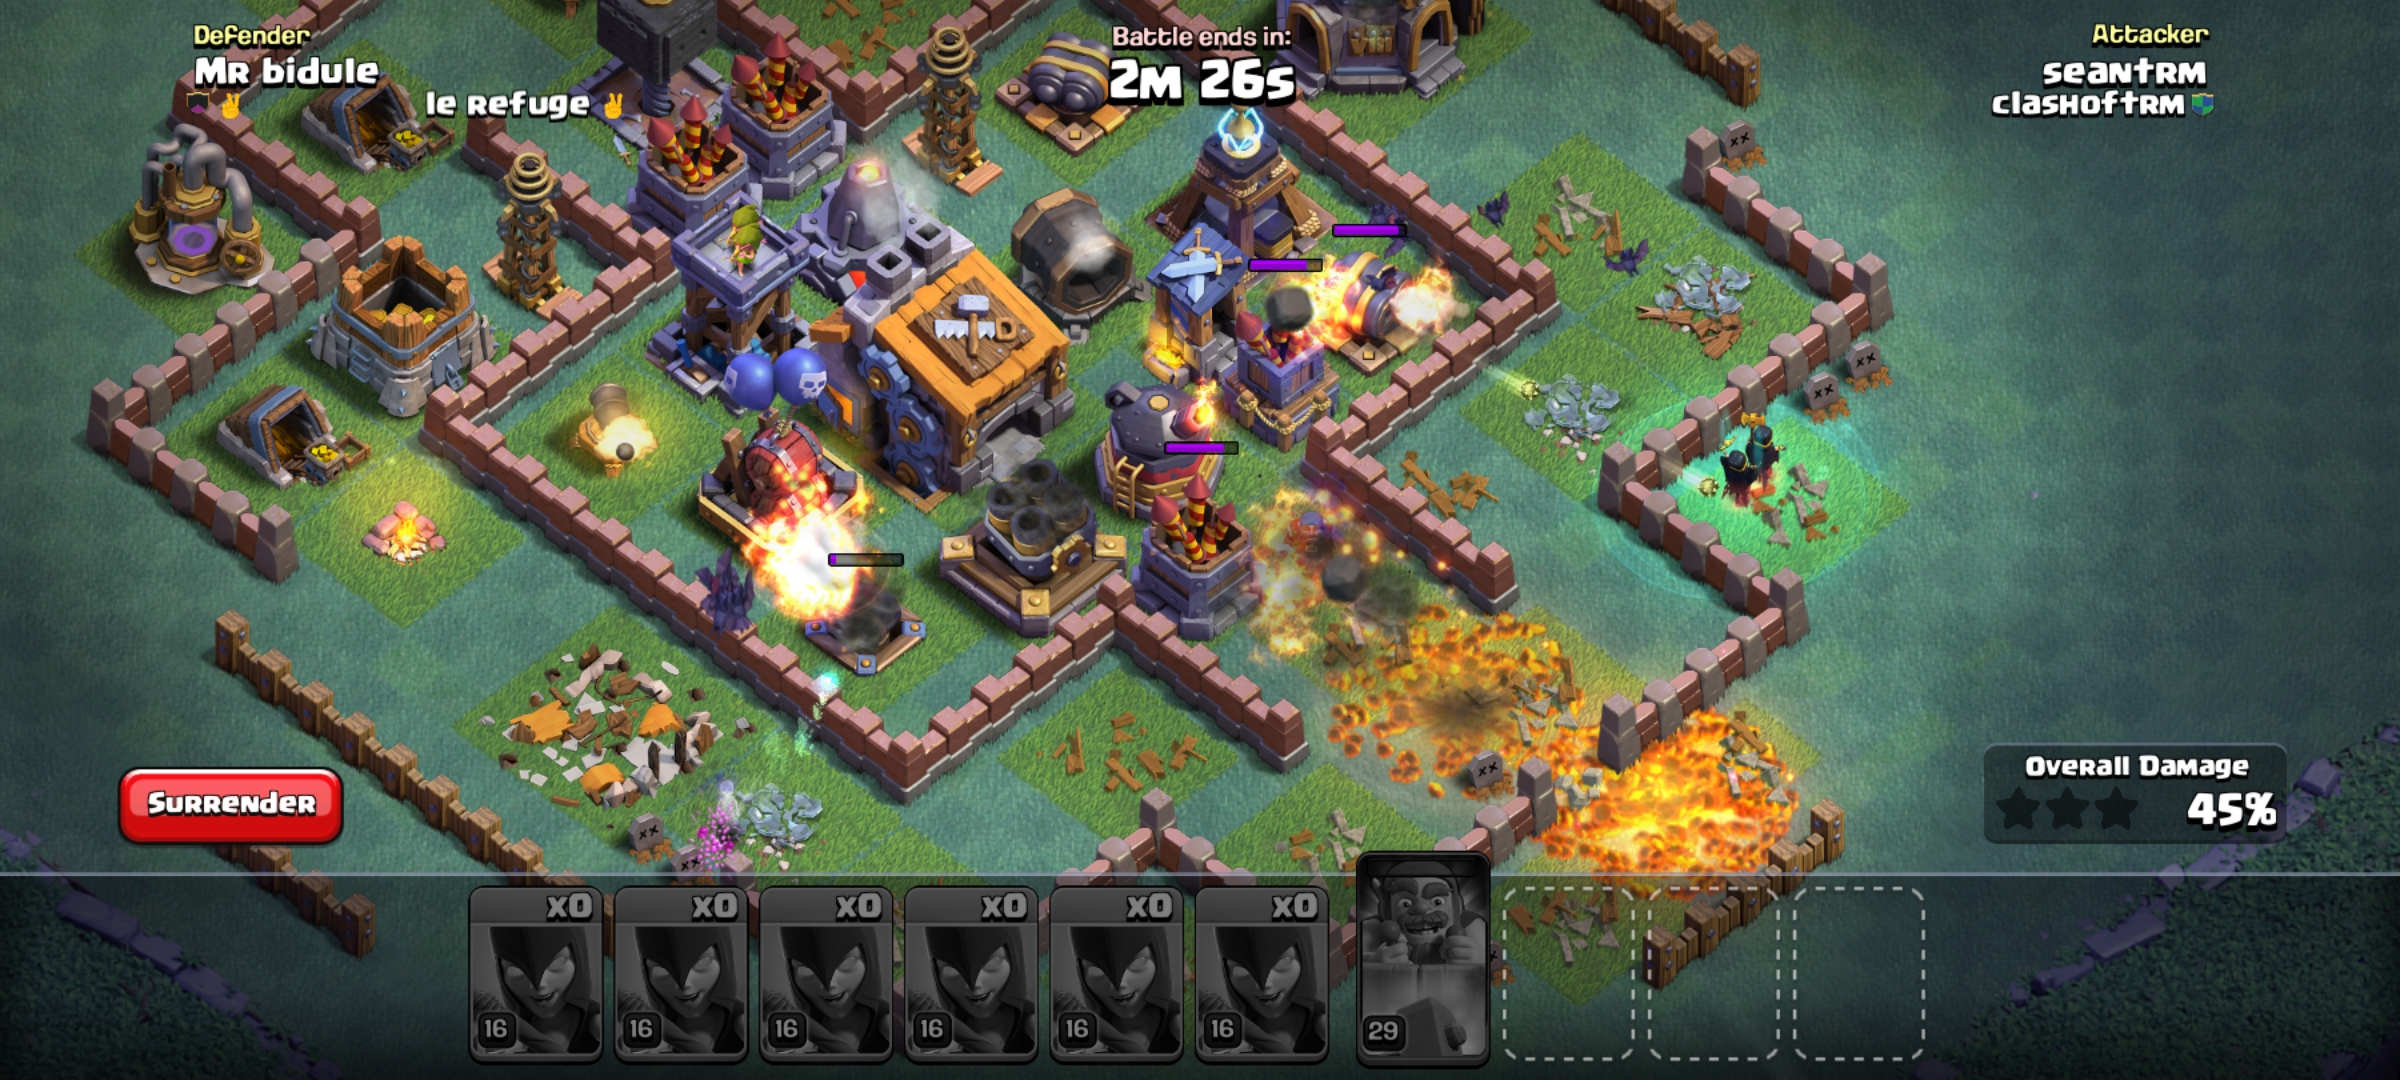 Defender
Mr bidule
le refuge ✌
Battle ends in:
2M 26s
Attacker
seantrm
clashoftrm
VIII
Surrender
Overall Damage
45%
x0 x0 x0 x0 x0 x0
16 16 16 16 16 16 29